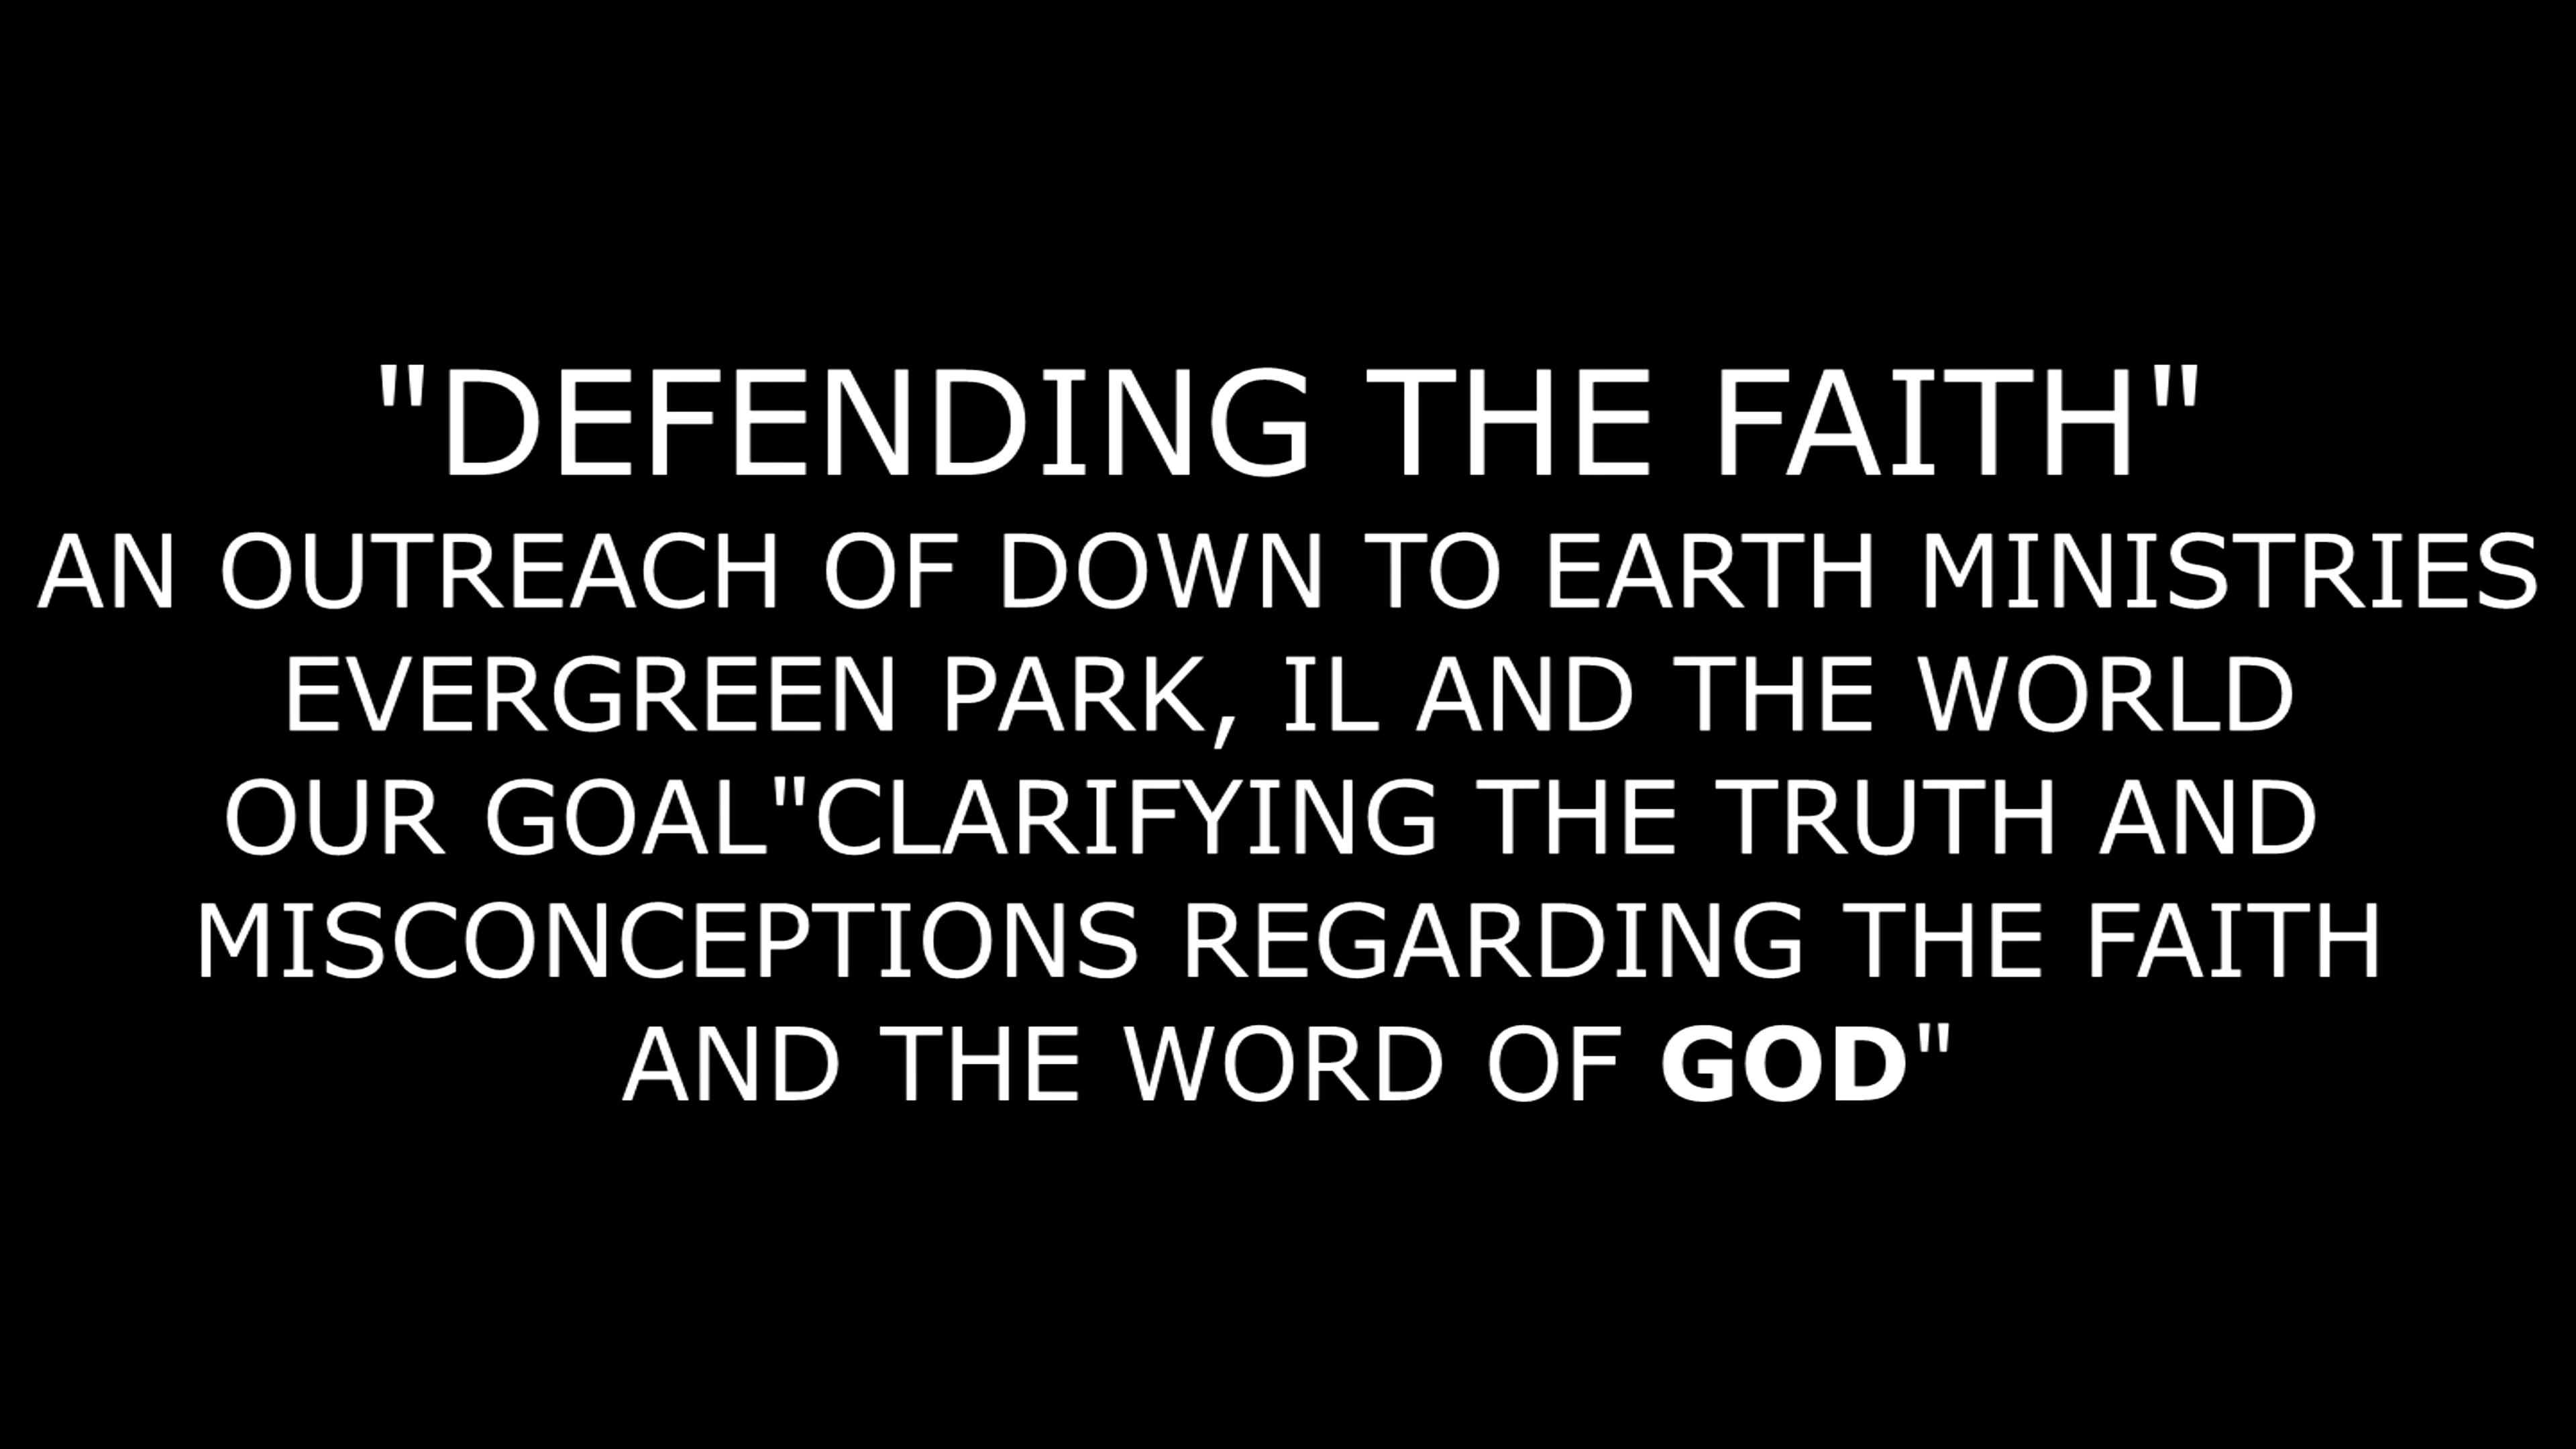 "DEFENDING THE FAITH"
AN OUTREACH OF DOWN TO EARTH MINISTRIES
EVERGREEN PARK, IL AND THE WORLD
OUR GOAL"CLARIFYING THE TRUTH AND
MISCONCEPTIONS REGARDING THE FAITH
AND THE WORD OF GOD"